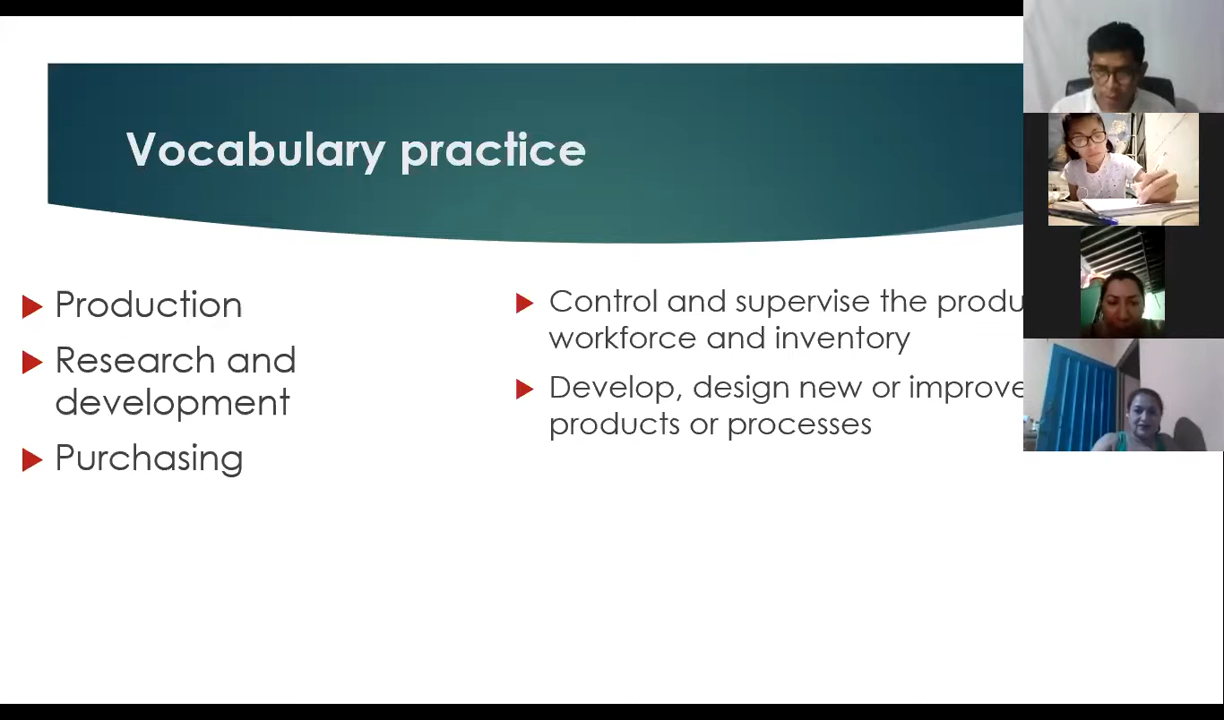 Vocabulary practice
Production
Research and
development
Purchasing
Control and supervise the
workforce and inventory
Develop, design new or improve
products or processes